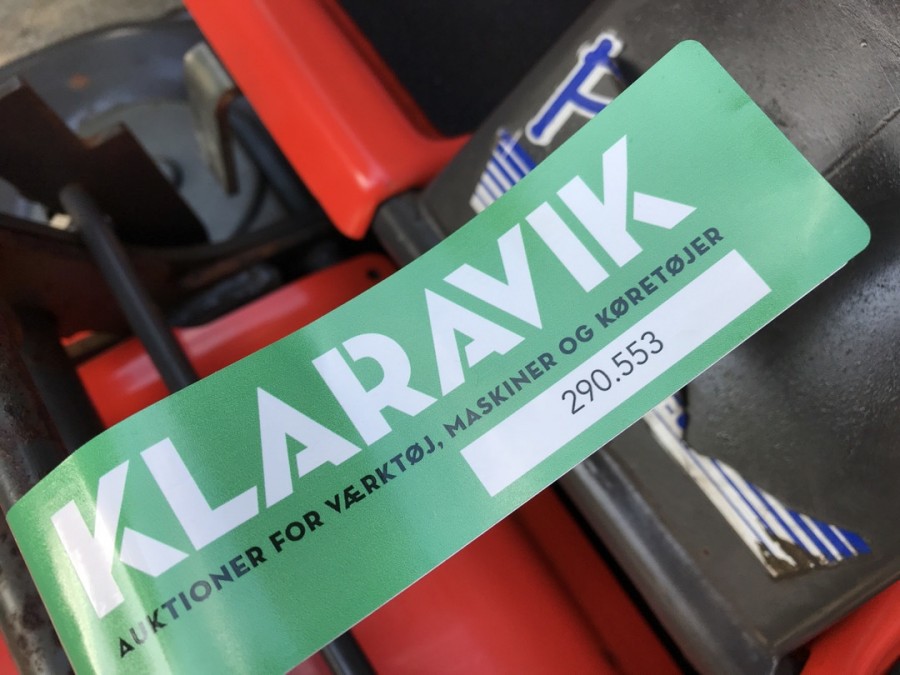 KLARAVIK
AUKTIONER FOR VÆRKTØJ, MASKINER OG KØRETØJER
290.553